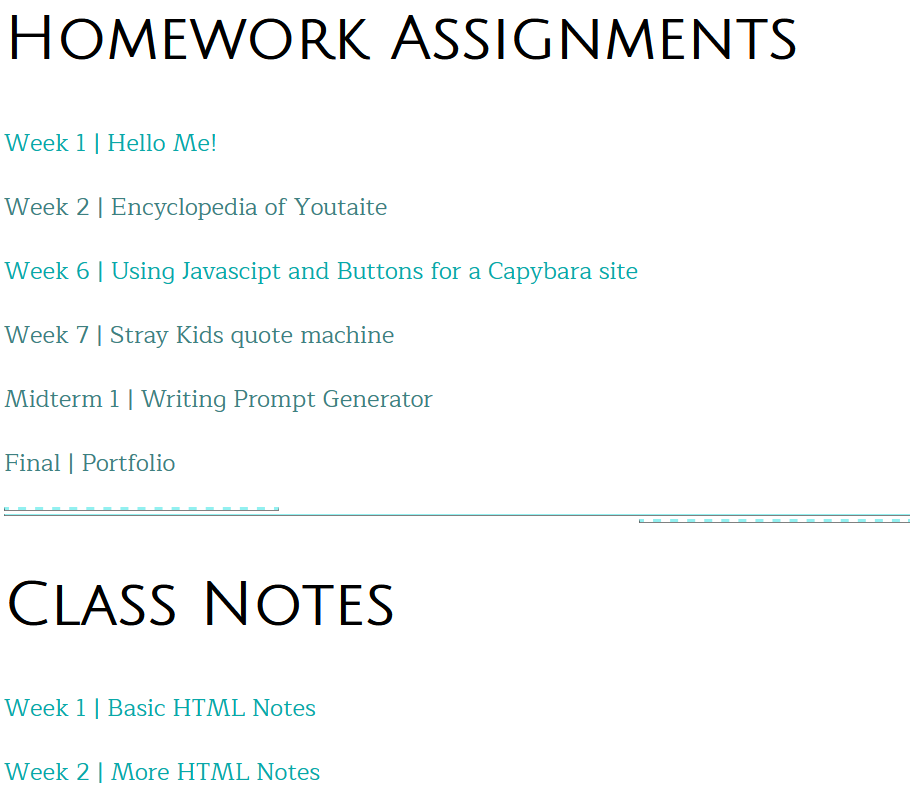 Homework Assignments
Week 1 | Hello Me!
Week 2 | Encyclopedia of Youtaite
Week 6 | Using Javascipt and Buttons for a Capybara site
Week 7 | Stray Kids quote machine
Midterm 1 | Writing Prompt Generator
Final | Portfolio
Class Notes
Week 1 | Basic HTML Notes
Week 2 | More HTML Notes